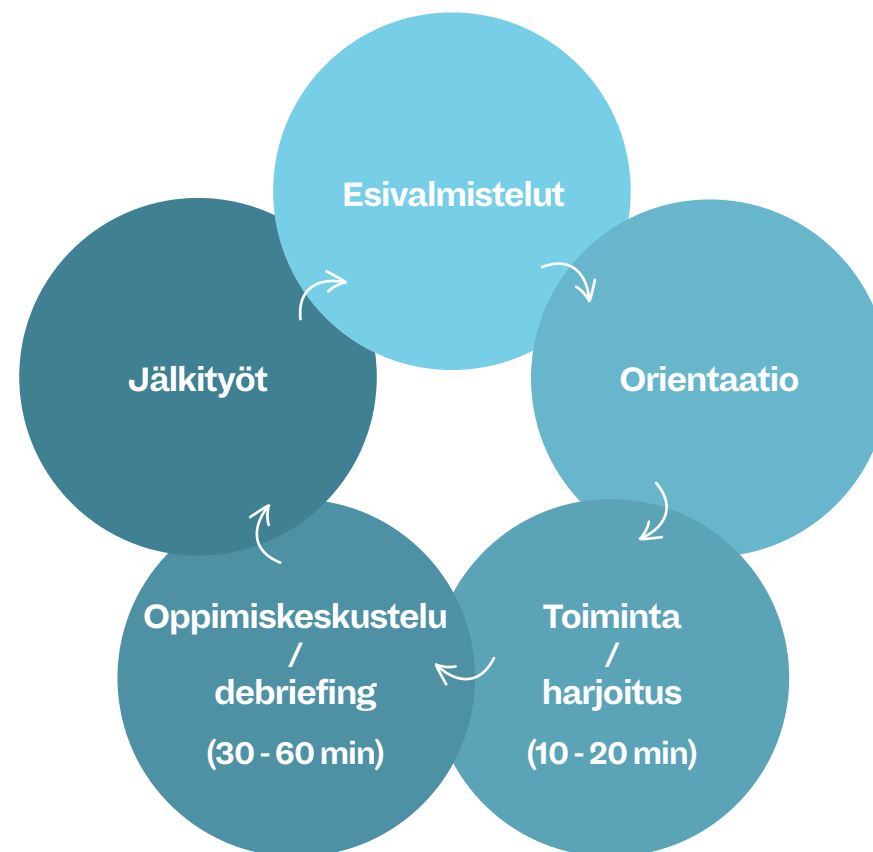 Esivalmistelut
Orientaatio
Toiminta
/
harjoitus
(10 - 20 min)
Oppimiskeskustelu
/
debriefing
(30 - 60 min)
Jälkityöt